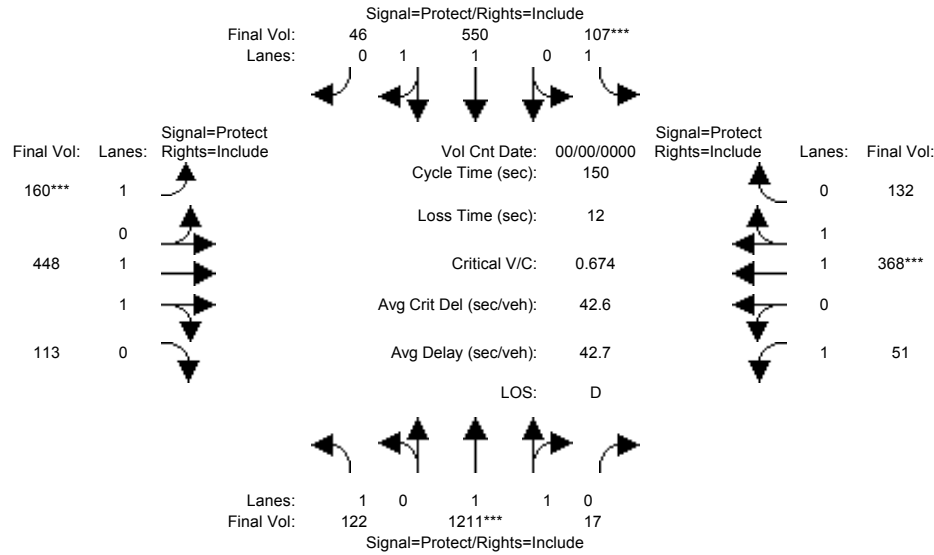 Signal=Protect/Rights=Include
Final Vol: 46 550 107***
Lanes: 0 1 1 0 1
Signal=Protect Signal=Protect
Final Vol: Lanes: Rights=Include Vol Cnt Date: 00/00/0000 Rights=Include Lanes: Final Vol:
Cycle Time (sec): 150
160*** 1 0 132
Loss Time (sec): 12
0 1
448 1 Critical V/C: 0.674 1 368***
1 Avg Crit Del (sec/veh): 42.6 0
113 0 Avg Delay (sec/veh): 42.7 1 51
LOS: D
Lanes: 1 0 1 1 0
Final Vol: 122 1211*** 17
Signal=Protect/Rights=Include